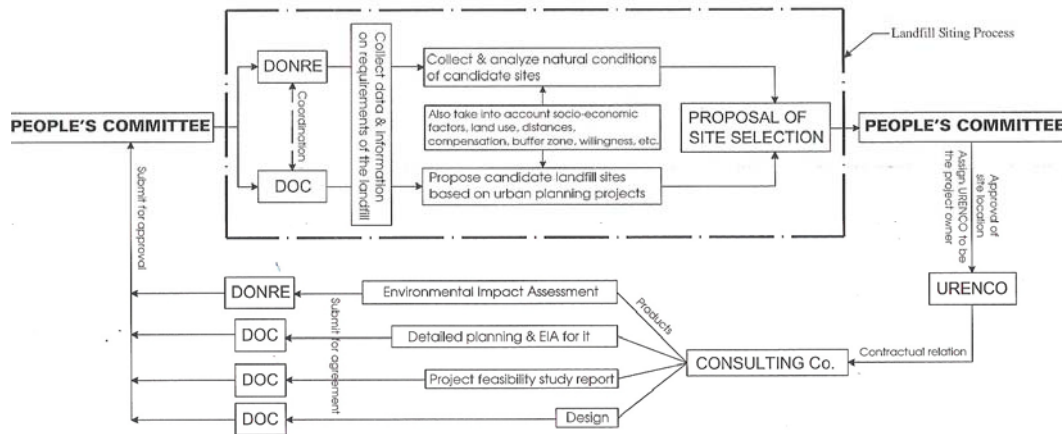 Landfill Siting Process
PEOPLE'S COMMITTEE
DONRE
Coordination
DOC
Collect data & information
on requirements of the landfill
Collect & analyze natural conditions
of candidate sites
Also take into account socio-economic
factors, land use, distances,
compensation, buffer zone, willingness, etc.
Propose candidate landfill sites
based on urban planning projects
PROPOSAL OF
SITE SELECTION
PEOPLE'S COMMITTEE
Approval of
site location
Assign URENCO to be
the project owner
URENCO
Contractual relation
CONSULTING Co.
Products
Environmental Impact Assessment
Detailed planning & EIA for it
Project feasibility study report
Design
Submit for agreement
DONRE
DOC
DOC
DOC
Submit for approval